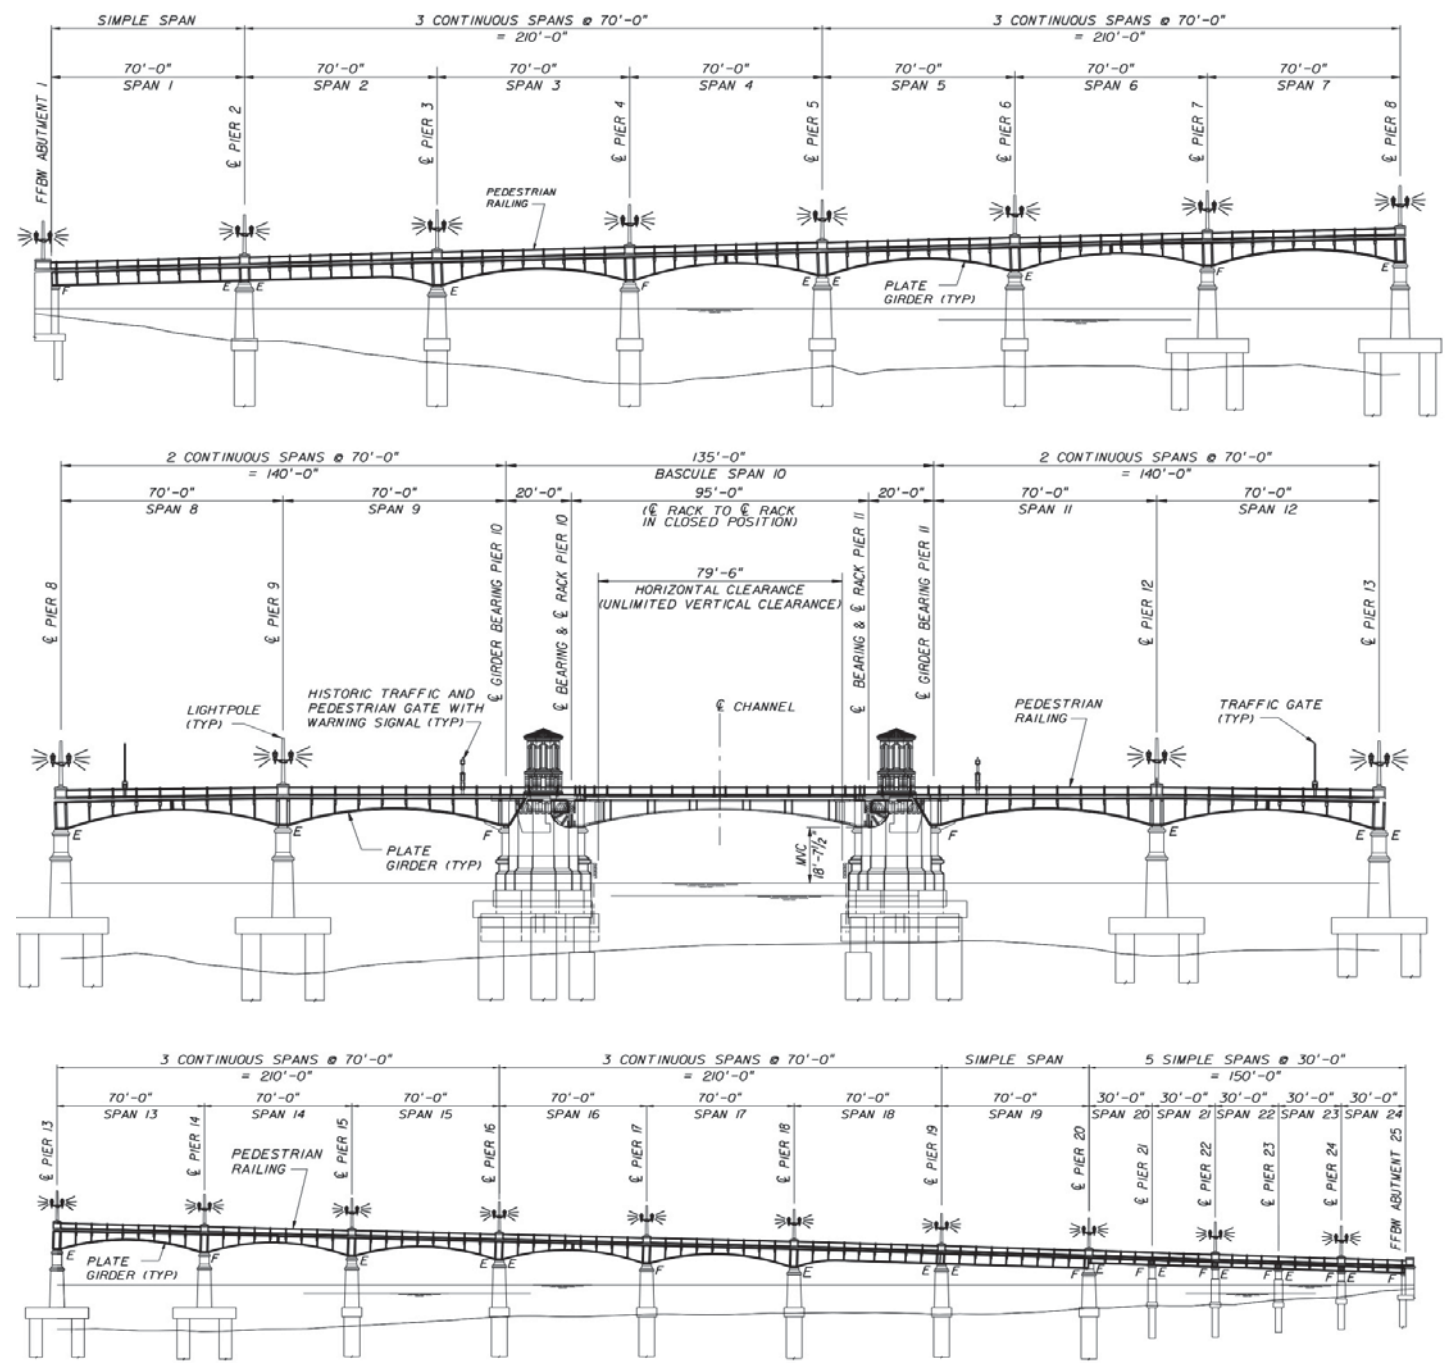 SIMPLE SPAN
3 CONTINUOUS SPANS @ 70'-0"
= 210'-0"
3 CONTINUOUS SPANS @ 70'-0"
= 210'-0"
70'-0"
SPAN 1
70'-0"
SPAN 2
70'-0"
SPAN 3
70'-0"
SPAN 4
70'-0"
SPAN 5
70'-0"
SPAN 6
70'-0"
SPAN 7
FFBW ABUTMENT 1
℄ PIER 2
℄ PIER 3
℄ PIER 4
℄ PIER 5
℄ PIER 6
℄ PIER 7
℄ PIER 8
PEDESTRIAN
RAILING
PLATE
GIRDER (TYP)
F
E
E
E
F
E
E
E
F
E
2 CONTINUOUS SPANS @ 70'-0"
= 140'-0"
135'-0"
BASCULE SPAN 10
2 CONTINUOUS SPANS @ 70'-0"
= 140'-0"
70'-0"
SPAN 8
70'-0"
SPAN 9
20'-0"
95'-0"
(℄ RACK TO ℄ RACK
IN CLOSED POSITION)
20'-0"
70'-0"
SPAN 11
70'-0"
SPAN 12
℄ PIER 8
℄ PIER 9
℄ GIRDER BEARING PIER 10
℄ BEARING & ℄ RACK PIER 10
79'-6"
HORIZONTAL CLEARANCE
(UNLIMITED VERTICAL CLEARANCE)
℄ BEARING & ℄ RACK PIER 11
℄ GIRDER BEARING PIER 11
℄ PIER 12
℄ PIER 13
LIGHTPOLE
(TYP)
HISTORIC TRAFFIC AND
PEDESTRIAN GATE WITH
WARNING SIGNAL (TYP)
℄ CHANNEL
PEDESTRIAN
RAILING
TRAFFIC GATE
(TYP)
PLATE
GIRDER (TYP)
MVC
18'-7½"
E
E
F
F
E
E
E
3 CONTINUOUS SPANS @ 70'-0"
= 210'-0"
3 CONTINUOUS SPANS @ 70'-0"
= 210'-0"
SIMPLE SPAN
5 SIMPLE SPANS @ 30'-0"
= 150'-0"
70'-0"
SPAN 13
70'-0"
SPAN 14
70'-0"
SPAN 15
70'-0"
SPAN 16
70'-0"
SPAN 17
70'-0"
SPAN 18
70'-0"
SPAN 19
30'-0"
SPAN 20
30'-0"
SPAN 21
30'-0"
SPAN 22
30'-0"
SPAN 23
30'-0"
SPAN 24
℄ PIER 13
℄ PIER 14
℄ PIER 15
℄ PIER 16
℄ PIER 17
℄ PIER 18
℄ PIER 19
℄ PIER 20
℄ PIER 21
℄ PIER 22
℄ PIER 23
℄ PIER 24
FFBW ABUTMENT 25
PEDESTRIAN
RAILING
PLATE
GIRDER (TYP)
E
F
E
E
E
F
E
E
E
F
E
F
E
F
E
F
E
F